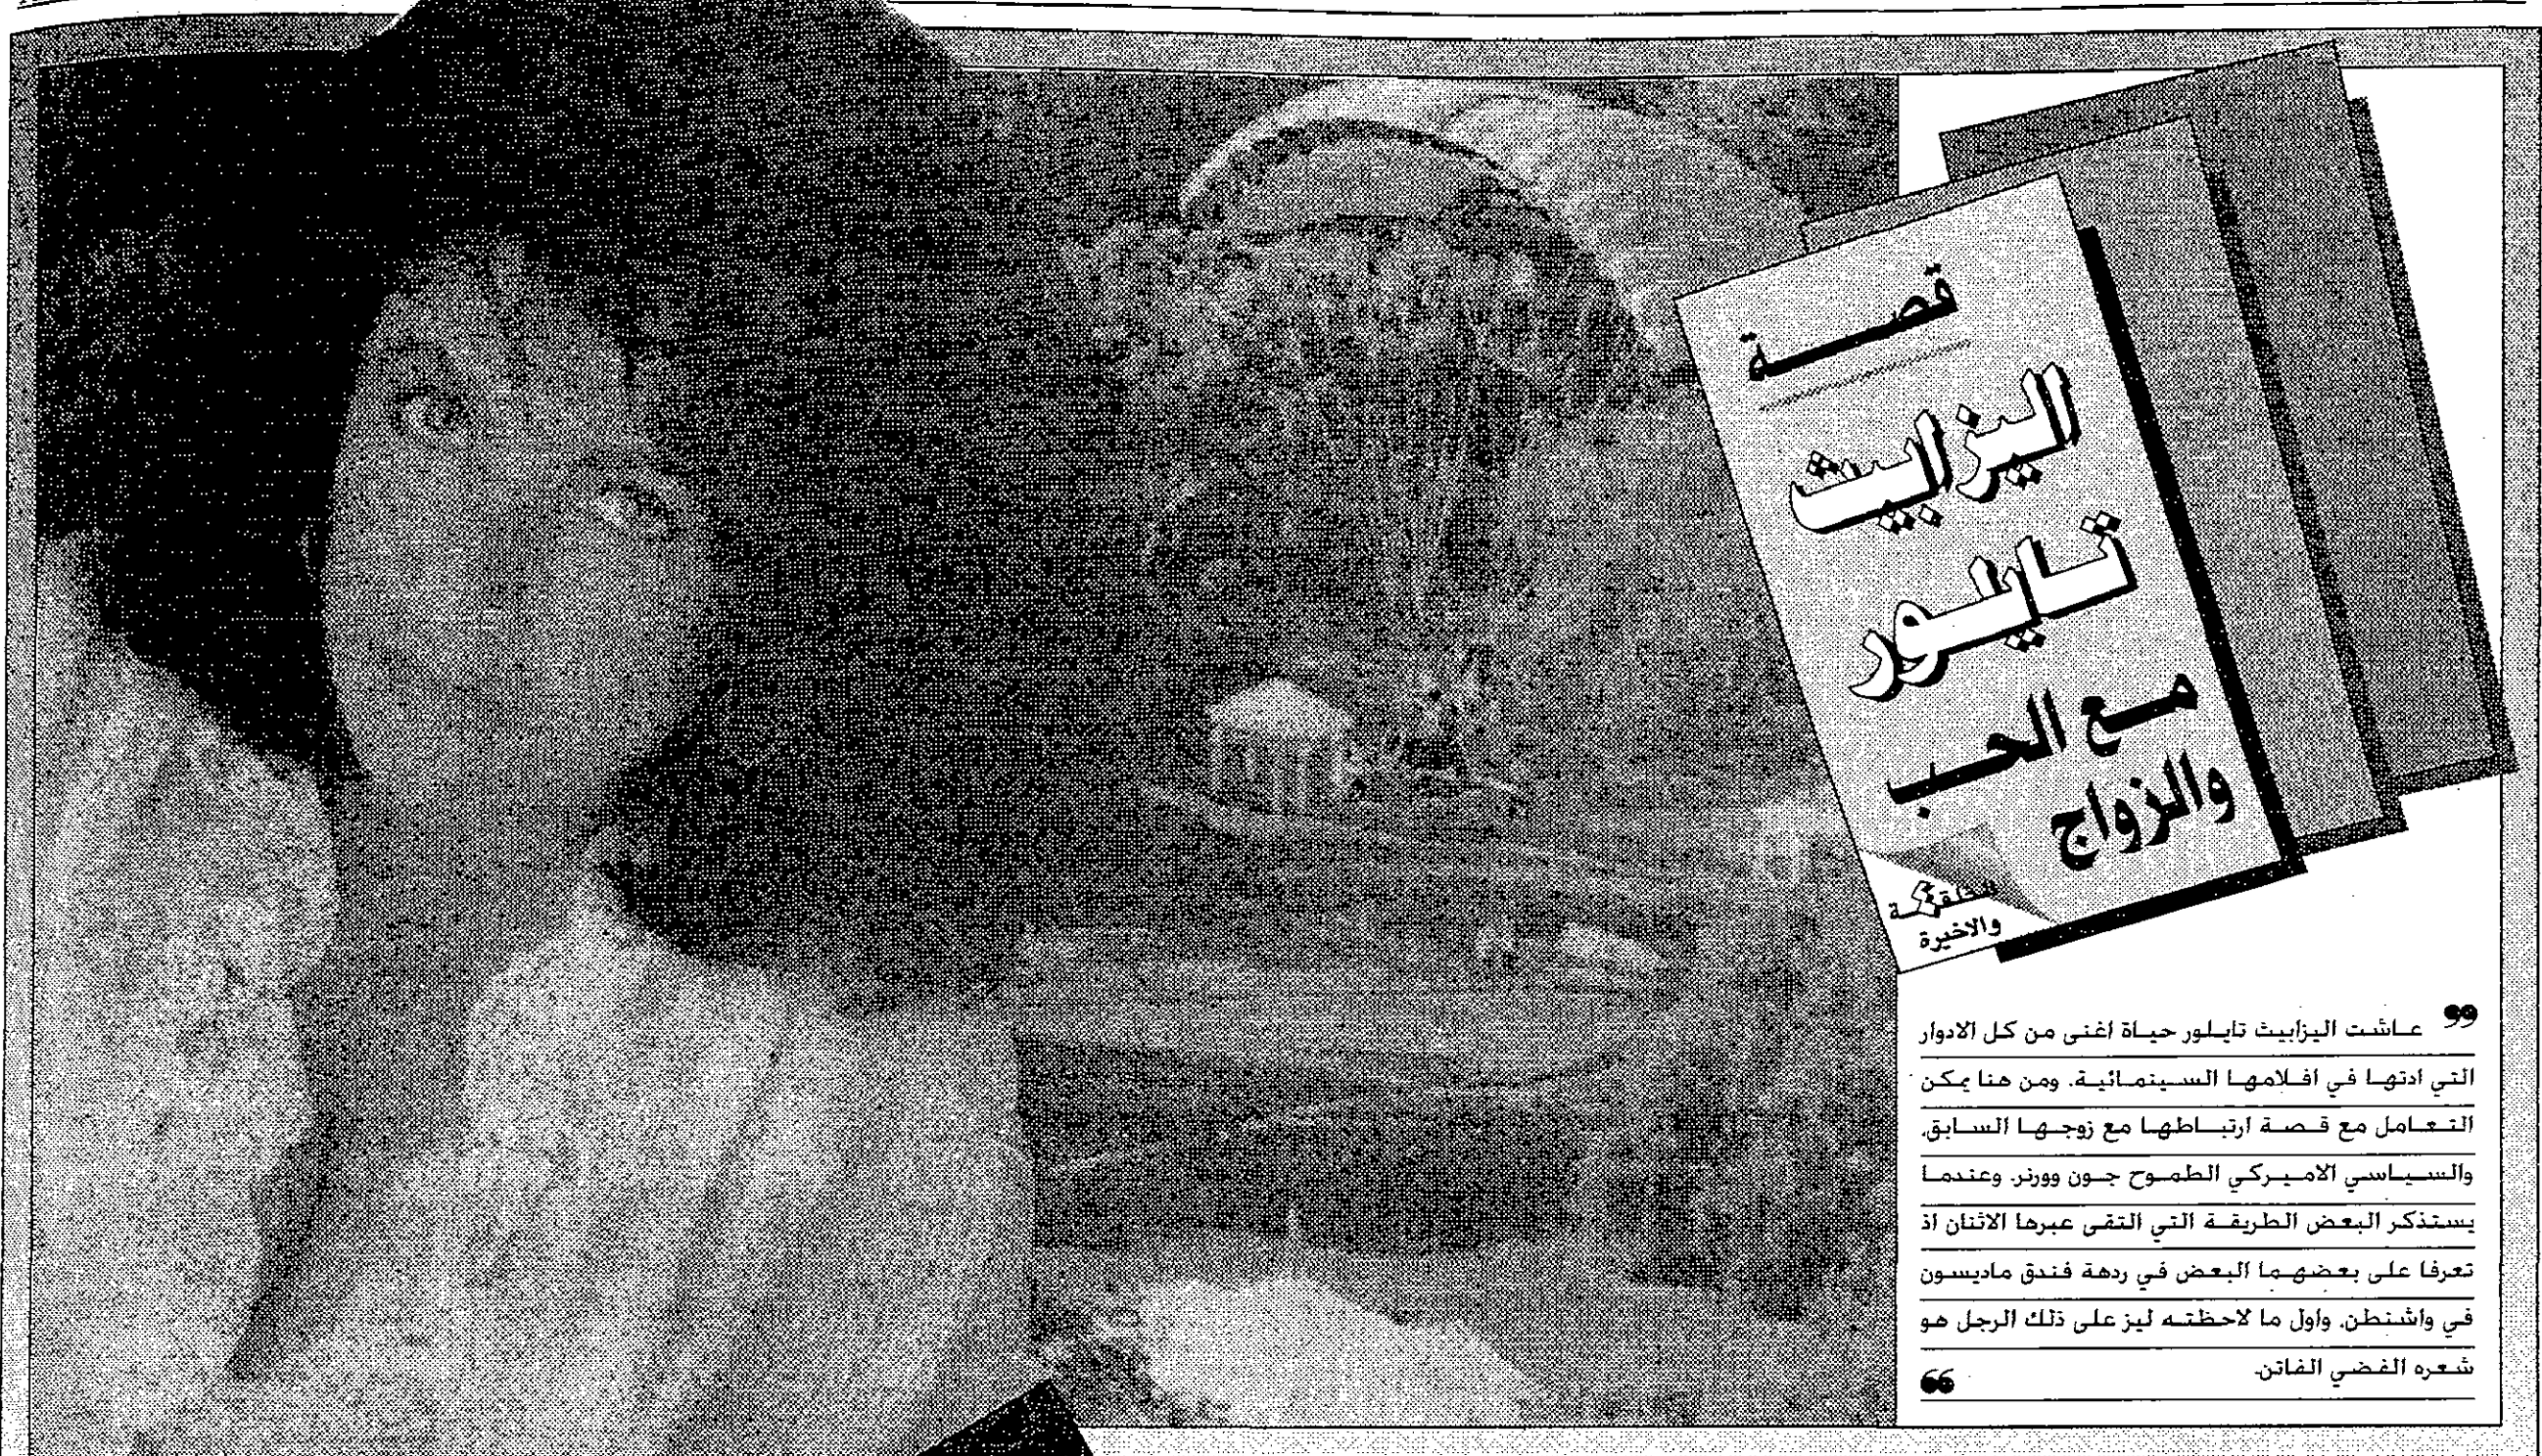 قصة
اليزابيث
تايلور
مع الحب
والزواج
الحلقة
والاخيرة
عاشت اليزابيث تايلور حياة اغنى من كل الادوار
التي ادتها في افلامها السينمائية. ومن هنا يمكن
التعامل مع قصة ارتباطها مع زوجها السابق،
والسياسي الاميركي الطموح جون وورنر. وعندما
يستذكر البعض الطريقة التي التقى عبرها الاثنان اذ
تعرفا على بعضهما البعض في ردهة فندق ماديسون
في واشنطن. واول ما لاحظته ليز على ذلك الرجل هو
شعره الفضي الفاتن.